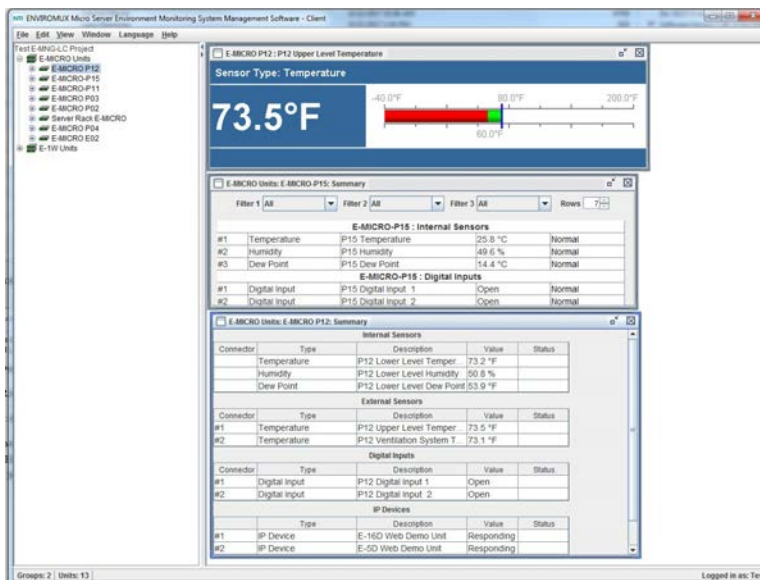 NTI ENVIROMUX Micro Server Environment Monitoring System Management Software - Client
File Edit View Window Language Help
Test E-MNG-LC Project
E-MICRO Units
E-MICRO P12
E-MICRO-P15
E-MICRO-P11
E-MICRO P03
E-MICRO P02
Server Rack E-MICRO
E-MICRO P04
E-MICRO E02
E-1W Units
E-MICRO P12 : P12 Upper Level Temperature
Sensor Type: Temperature
73.5°F
-40.0°F 80.0°F 200.0°F
60.0°F
E-MICRO Units: E-MICRO-P15: Summary
Filter 1 All Filter 2 All Filter 3 All Rows 7
E-MICRO-P15 : Internal Sensors
#1 Temperature P15 Temperature 25.8 °C Normal
#2 Humidity P15 Humidity 49.6 % Normal
#3 Dew Point P15 Dew Point 14.4 °C Normal
E-MICRO-P15 : Digital Inputs
#1 Digital Input P15 Digital Input 1 Open Normal
#2 Digital Input P15 Digital Input 2 Open Normal
E-MICRO Units: E-MICRO P12: Summary
Internal Sensors
Connector Type Description Value Status
Temperature P12 Lower Level Temper... 73.2 °F
Humidity P12 Lower Level Humidity 50.8 %
Dew Point P12 Lower Level Dew Point 53.9 °F
External Sensors
Connector Type Description Value Status
#1 Temperature P12 Upper Level Temper... 73.5 °F
#2 Temperature P12 Ventilation System T... 73.1 °F
Digital Inputs
Connector Type Description Value Status
#1 Digital Input P12 Digital Input 1 Open
#2 Digital Input P12 Digital Input 2 Open
IP Devices
Type Description Value Status
#1 IP Device E-16D Web Demo Unit Responding
#2 IP Device E-5D Web Demo Unit Responding
Groups: 2 Units: 13 Logged in as: Te